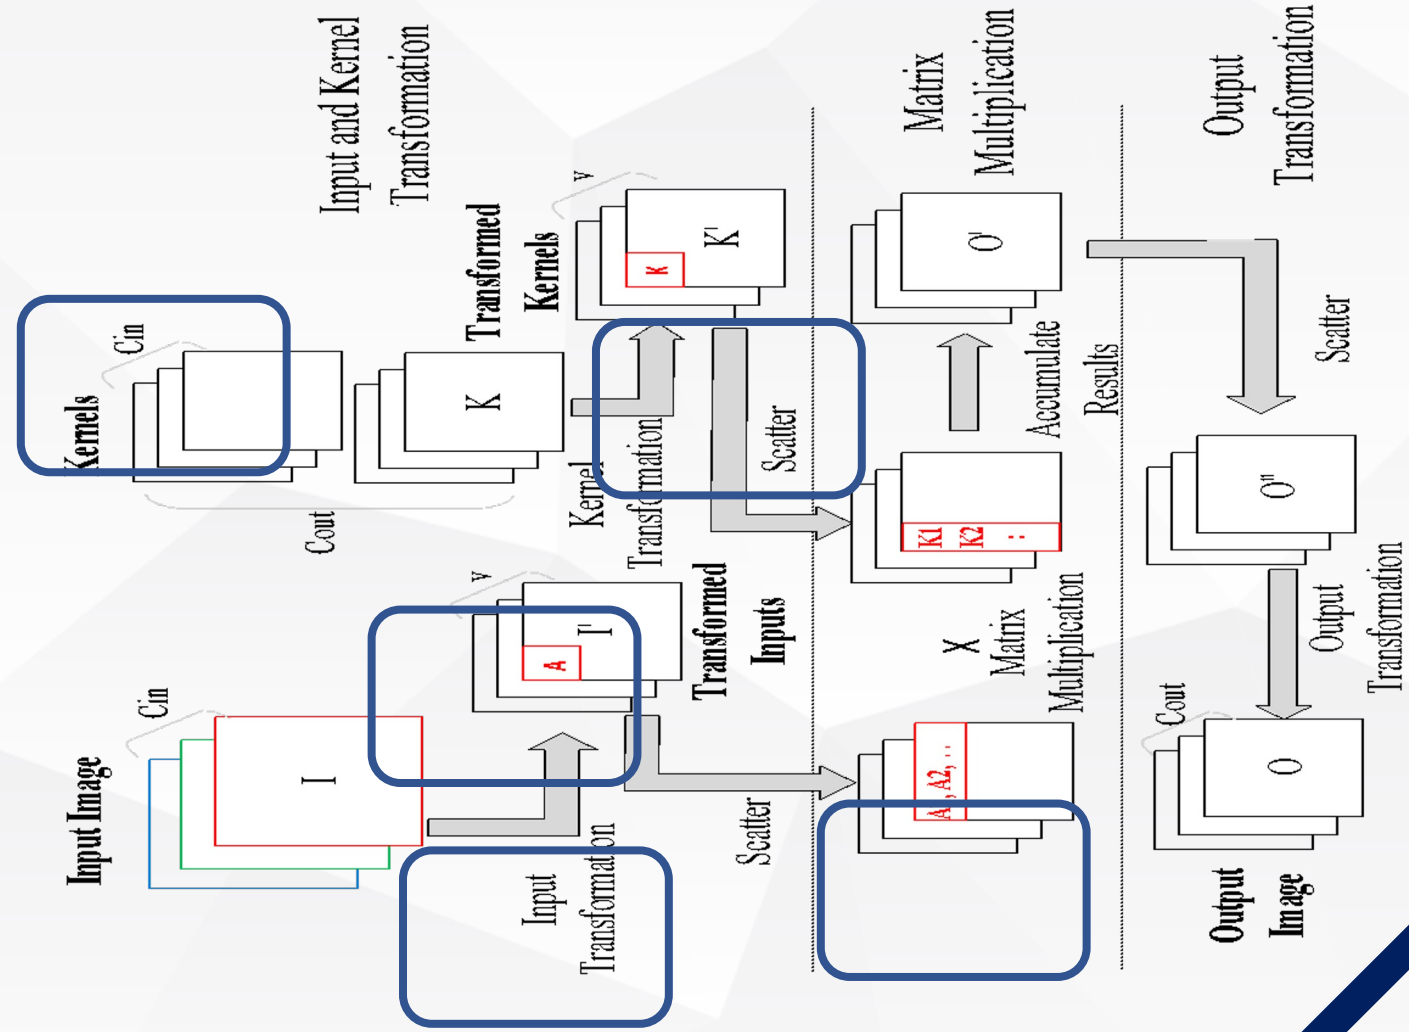 Input Image
Cin
I
Kernels
Cin
Cout
K
Input and Kernel
Transformation
Input
Transformation
v
A
I'
Transformed
Inputs
Kernel
Transformation
Transformed
Kernels
v
K
K'
Scatter
Scatter
A1, A2, . .
X
Matrix
Multiplication
K1
K2
:
Accumulate
Results
O'
Matrix
Multiplication
Output
Image
Cout
O
Output
Transformation
O''
Scatter
Output
Transformation